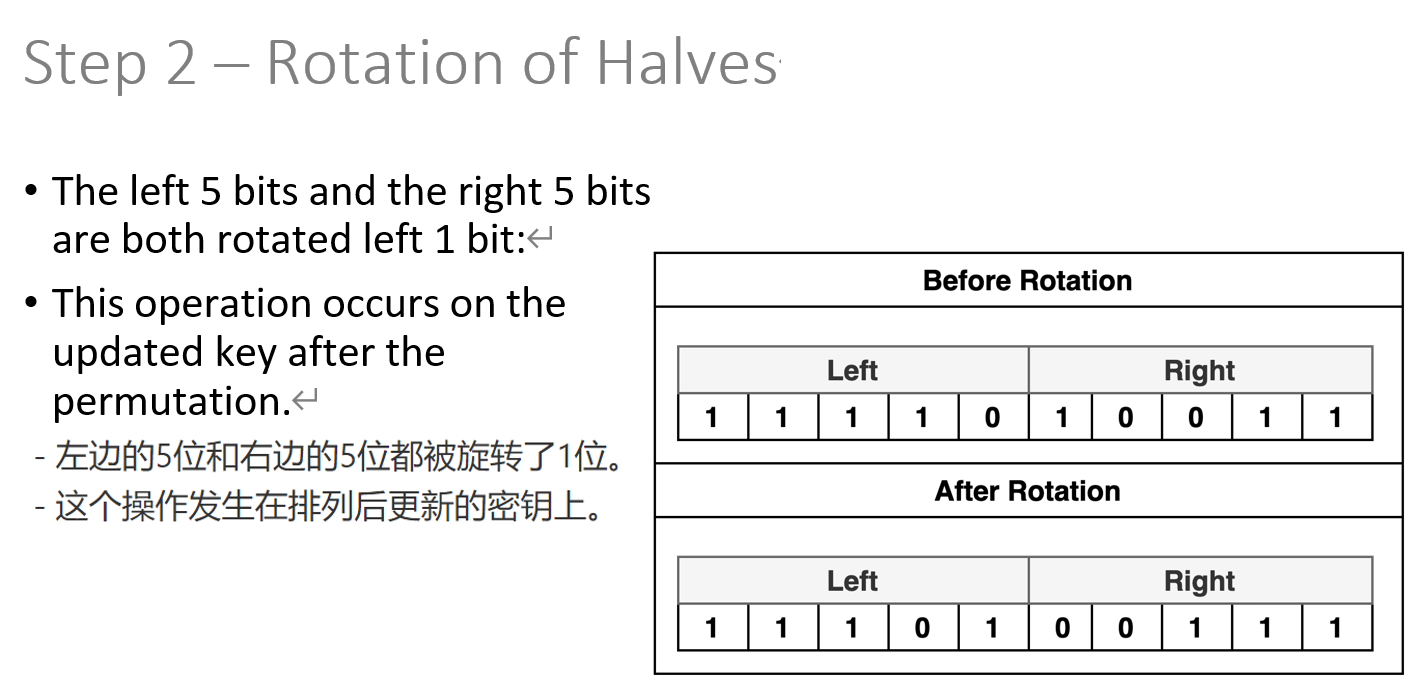 Step 2 – Rotation of Halves
• The left 5 bits and the right 5 bits
are both rotated left 1 bit:↵
• This operation occurs on the
updated key after the
permutation.↵
- 左边的5位和右边的5位都被旋转了1位。
- 这个操作发生在排列后更新的密钥上。
Before Rotation
Left Right
1 1 1 1 0 1 0 0 1 1
After Rotation
Left Right
1 1 1 0 1 0 0 1 1 1